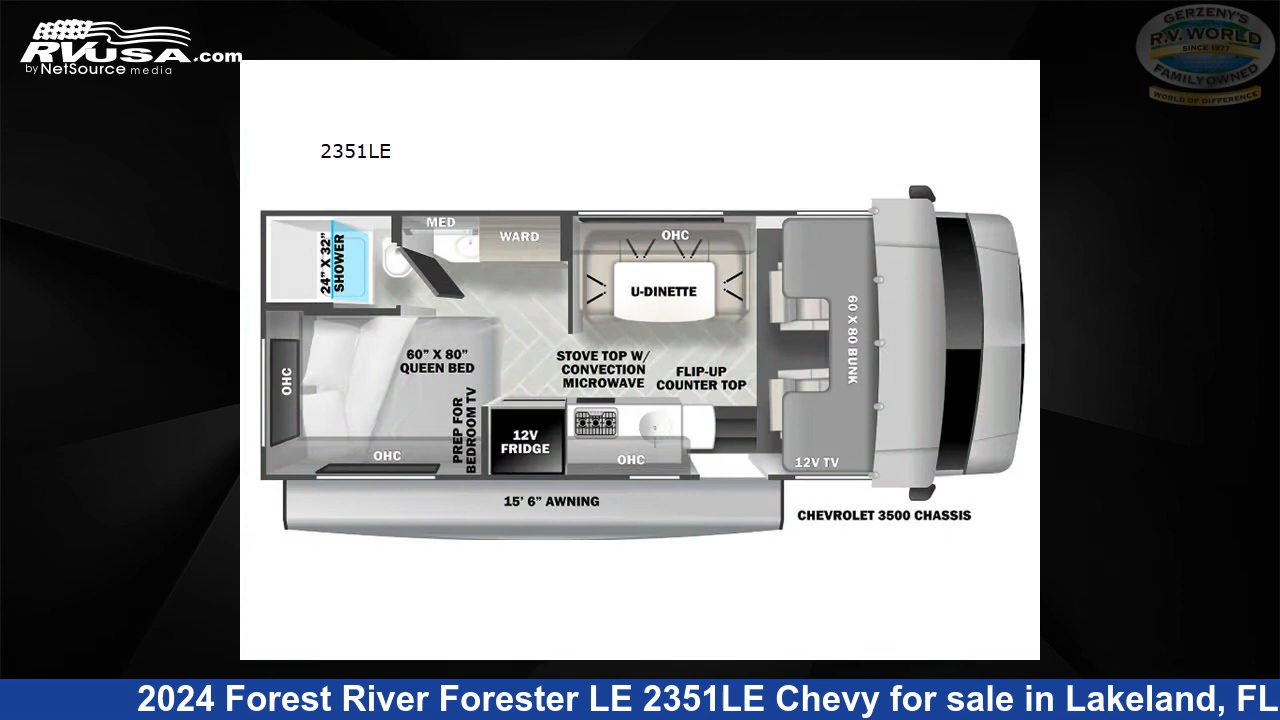 RVUSA.com
by NetSource media
GERZENY'S
R.V. WORLD
SINCE 1977
FAMILY OWNED
WORLD OF DIFFERENCE
2351LE
MED
WARD
OHC
24" X 32"
SHOWER
U-DINETTE
60 X 80 BUNK
60" X 80"
QUEEN BED
STOVE TOP W/
CONVECTION
MICROWAVE
FLIP-UP
COUNTER TOP
OHC
PREP FOR
BEDROOM TV
12V
FRIDGE
OHC
OHC
12V TV
15' 6" AWNING
CHEVROLET 3500 CHASSIS
2024 Forest River Forester LE 2351LE Chevy for sale in Lakeland, FL